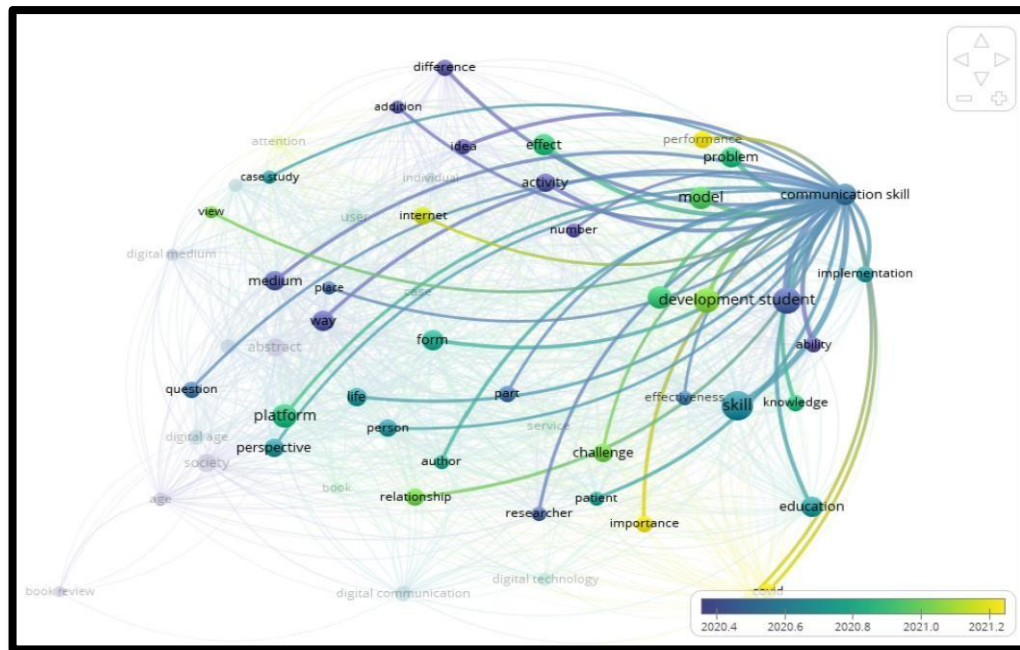 difference
addition
attention
idea
effect
performance
problem
case study
individual
activity
communication skill
model
view
user
internet
number
digital medium
implementation
medium
place
case
development
student
way
form
abstract
ability
question
life
part
effectiveness
skill
knowledge
platform
person
service
digital age
perspective
society
author
challenge
book
age
relationship
researcher
patient
importance
education
digital technology
book review
digital communication
covid
2020.4 2020.6 2020.8 2021.0 2021.2